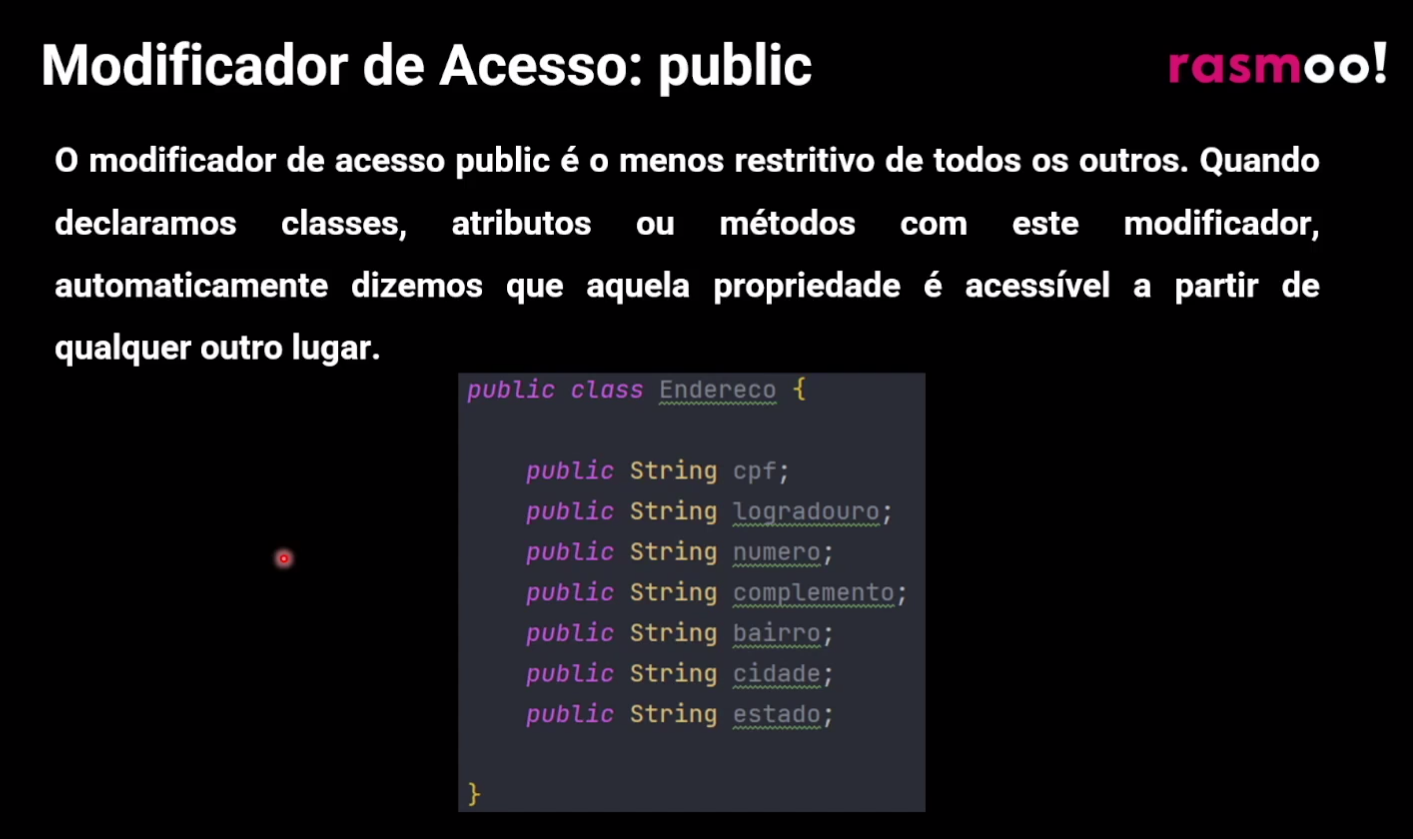 Modificador de Acesso: public
rasmoo!
O modificador de acesso public é o menos restritivo de todos os outros. Quando
declaramos classes, atributos ou métodos com este modificador,
automaticamente dizemos que aquela propriedade é acessível a partir de
qualquer outro lugar.
public class Endereco {
public String cpf;
public String logradouro;
public String numero;
public String complemento;
public String bairro;
public String cidade;
public String estado;
}